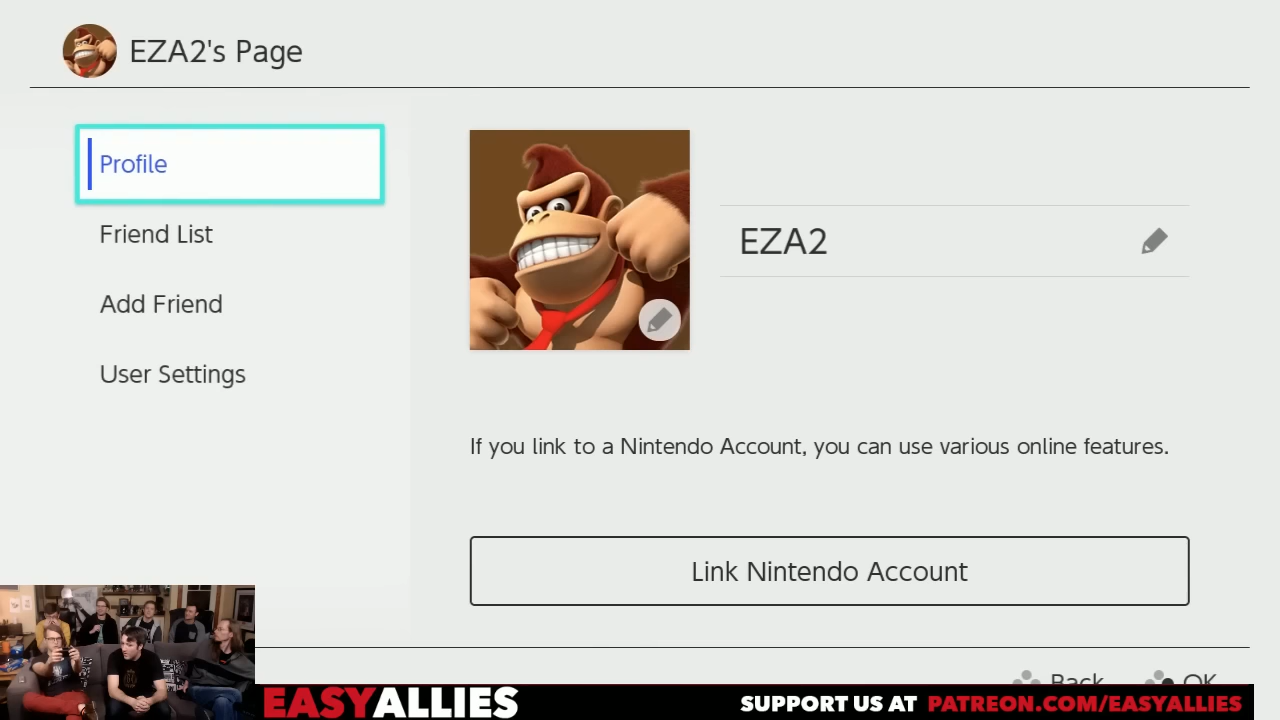 EZA2's Page
Profile
Friend List
Add Friend
User Settings
EZA2
If you link to a Nintendo Account, you can use various online features.
Link Nintendo Account
Back
OK
EASYALLIES
SUPPORT US AT PATREON.COM/EASYALLIES